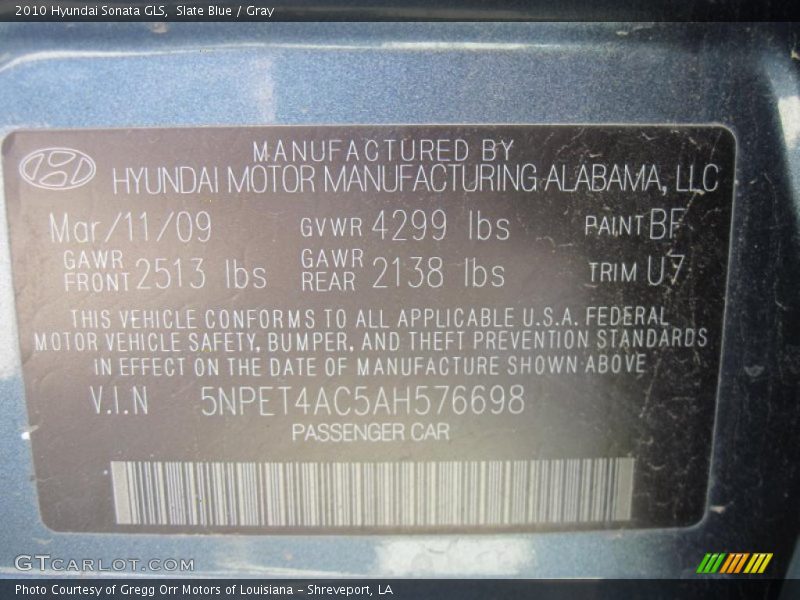 2010 Hyundai Sonata GLS, Slate Blue / Gray
MANUFACTURED BY
HYUNDAI MOTOR MANUFACTURING ALABAMA, LLC
Mar/11/09 GVWR 4299 lbs PAINT BF
GAWR FRONT 2513 lbs GAWR REAR 2138 lbs TRIM U7
THIS VEHICLE CONFORMS TO ALL APPLICABLE U.S.A. FEDERAL
MOTOR VEHICLE SAFETY, BUMPER, AND THEFT PREVENTION STANDARDS
IN EFFECT ON THE DATE OF MANUFACTURE SHOWN ABOVE
V.I.N 5NPET4AC5AH576698
PASSENGER CAR
GTCARLOT.COM
Photo Courtesy of Gregg Orr Motors of Louisiana - Shreveport, LA